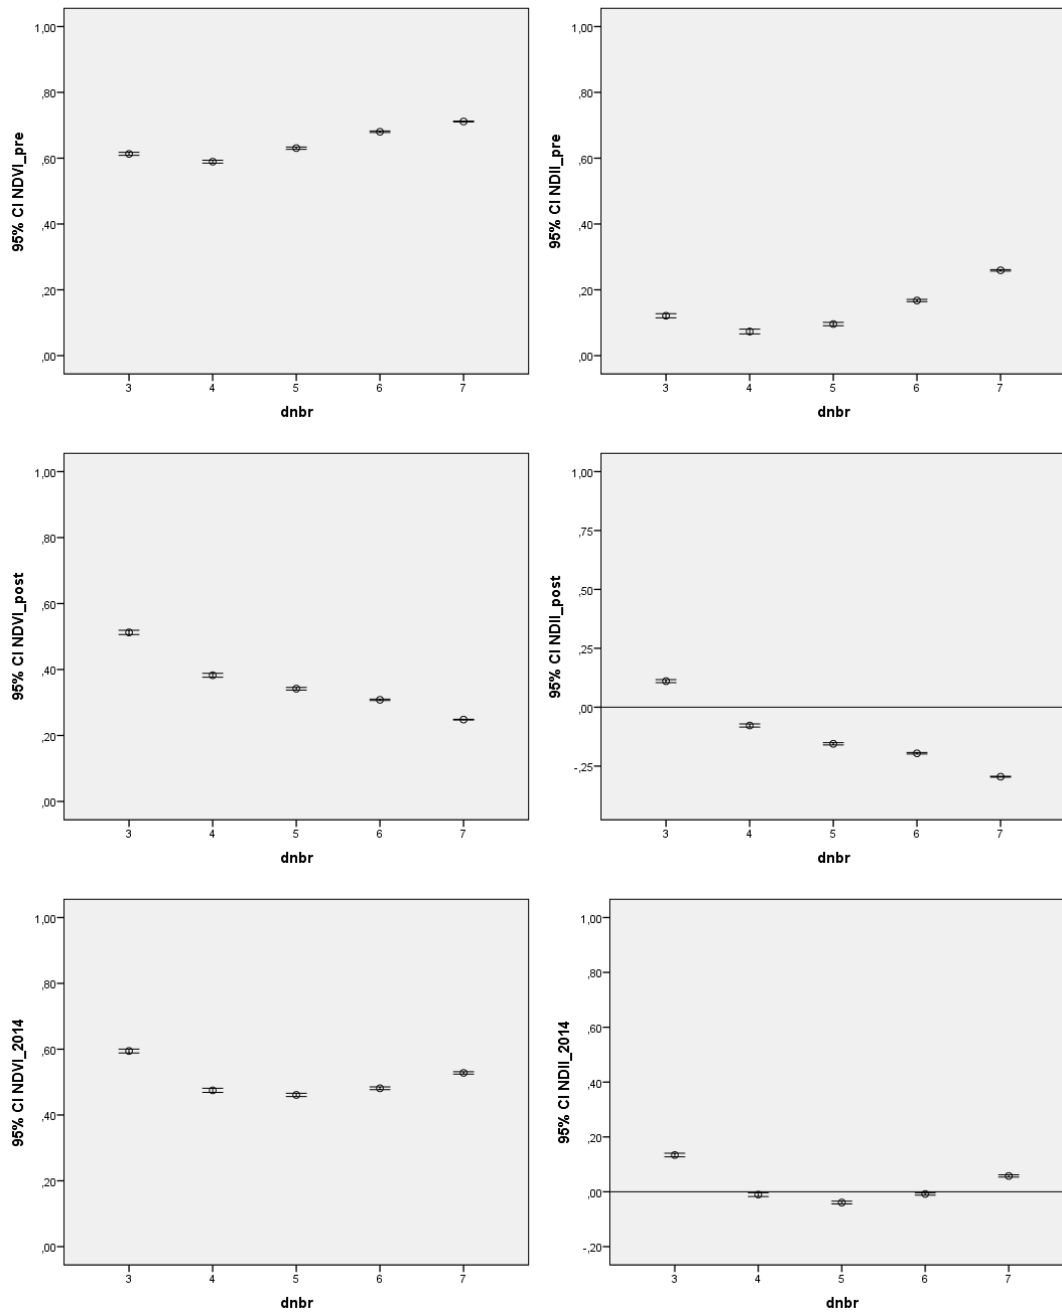 95% CI NDVI_pre
1,00
,80
,60
,40
,20
,00
3 4 5 6 7
dnbr
95% CI NDII_pre
1,00
,80
,60
,40
,20
,00
3 4 5 6 7
dnbr
95% CI NDVI_post
1,00
,80
,60
,40
,20
,00
3 4 5 6 7
dnbr
95% CI NDII_post
1,00
,75
,50
,25
,00
-,25
3 4 5 6 7
dnbr
95% CI NDVI_2014
1,00
,80
,60
,40
,20
,00
3 4 5 6 7
dnbr
95% CI NDII_2014
1,00
,80
,60
,40
,20
,00
-,20
3 4 5 6 7
dnbr